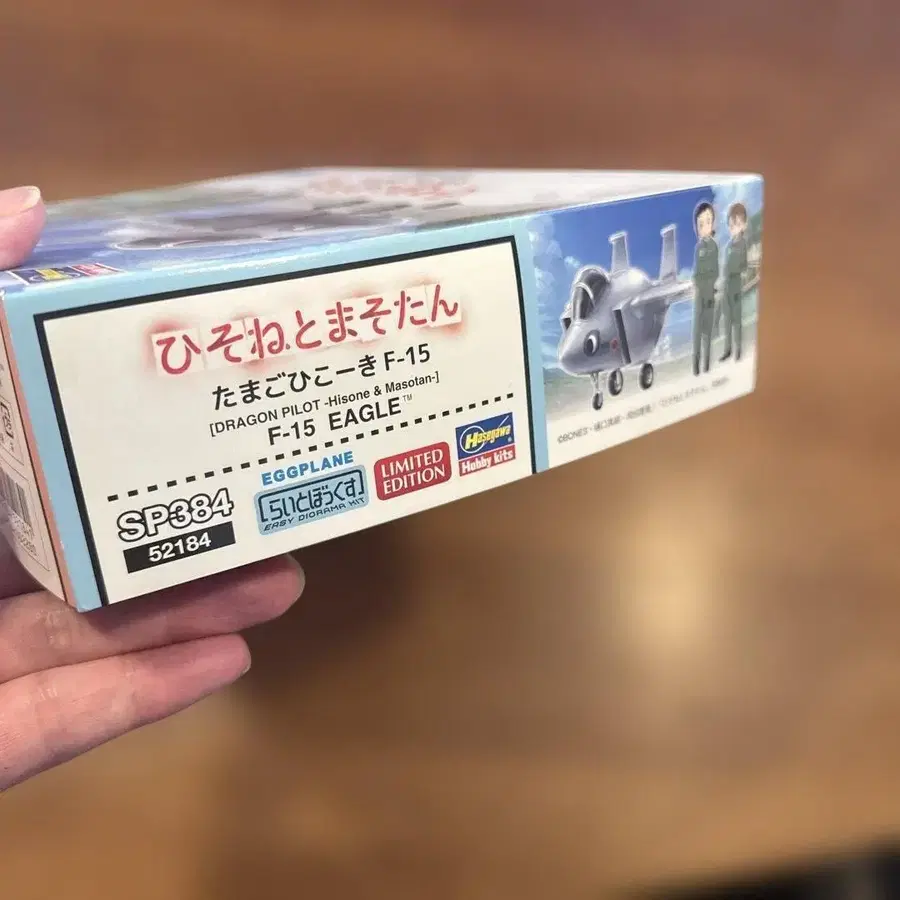 ひそねとまそたん
たまごひこーき F-15
[DRAGON PILOT -Hisone & Masotan-]
F-15 EAGLE™
EGGPLANE
SP384
[らいとぼっくす]
LIMITED
EDITION
Hasegawa
Hobby kits
52184
EASY DIORAMA KIT